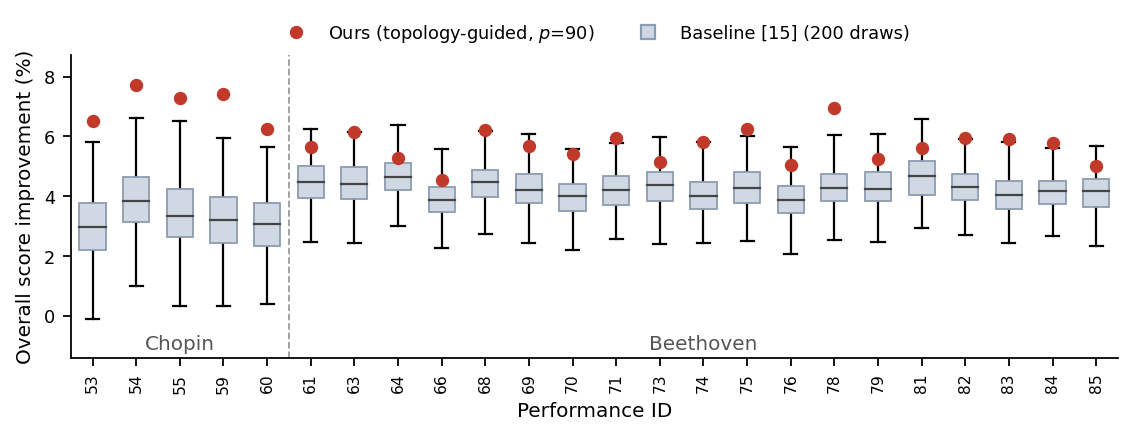 Ours (topology-guided, p=90)
Baseline [15] (200 draws)
Overall score improvement (%)
8
6
4
2
0
Chopin
Beethoven
53 54 55 59 60 61 63 64 66 68 69 70 71 73 74 75 76 78 79 81 82 83 84 85
Performance ID